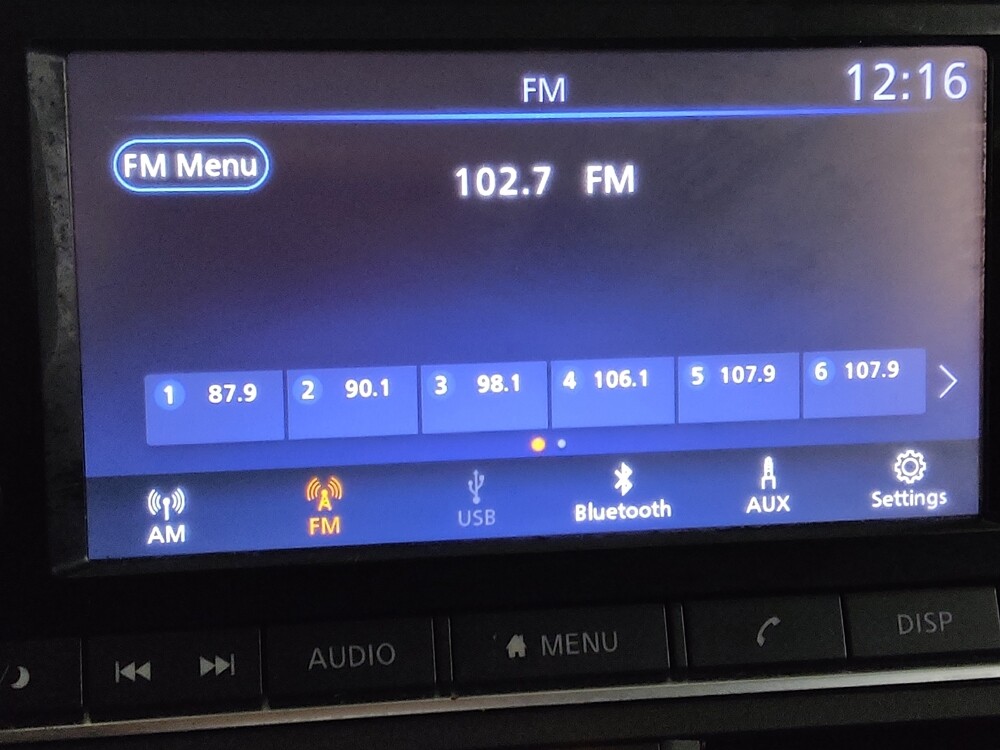 FM 12:16
FM Menu
102.7 FM
1 87.9 2 90.1 3 98.1 4 106.1 5 107.9 6 107.9
AM FM USB Bluetooth AUX Settings
AUDIO MENU DISP